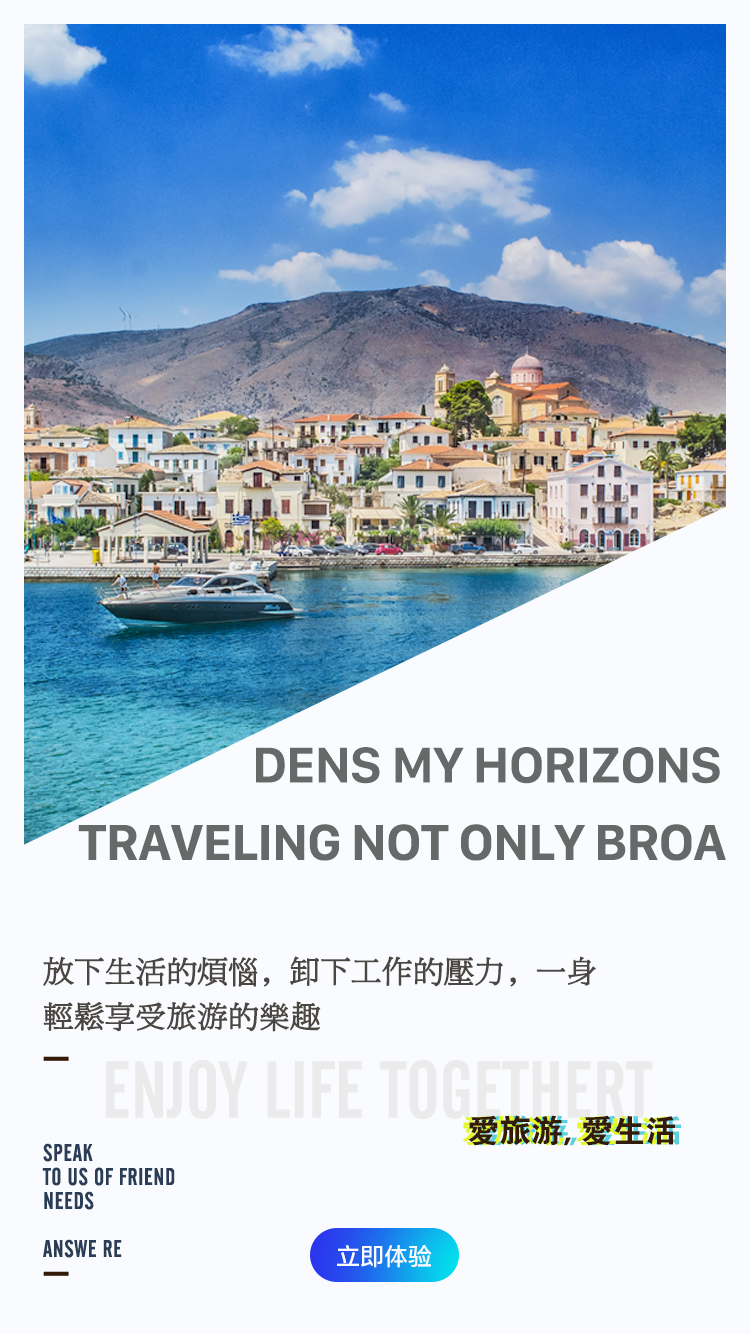 DENS MY HORIZONS
TRAVELING NOT ONLY BROA
放下生活的煩惱，卸下工作的壓力，一身
輕鬆享受旅游的樂趣
ENJOY LIFE TOGETHERT
愛旅游, 愛生活
SPEAK
TO US OF FRIEND
NEEDS
ANSWE RE
立即体验